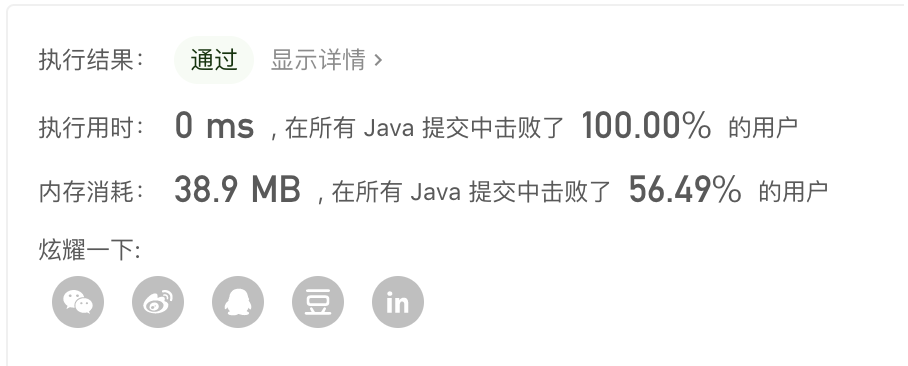 执行结果： 通过 显示详情 >
执行用时： 0 ms , 在所有 Java 提交中击败了 100.00% 的用户
内存消耗： 38.9 MB , 在所有 Java 提交中击败了 56.49% 的用户
炫耀一下:
豆 in